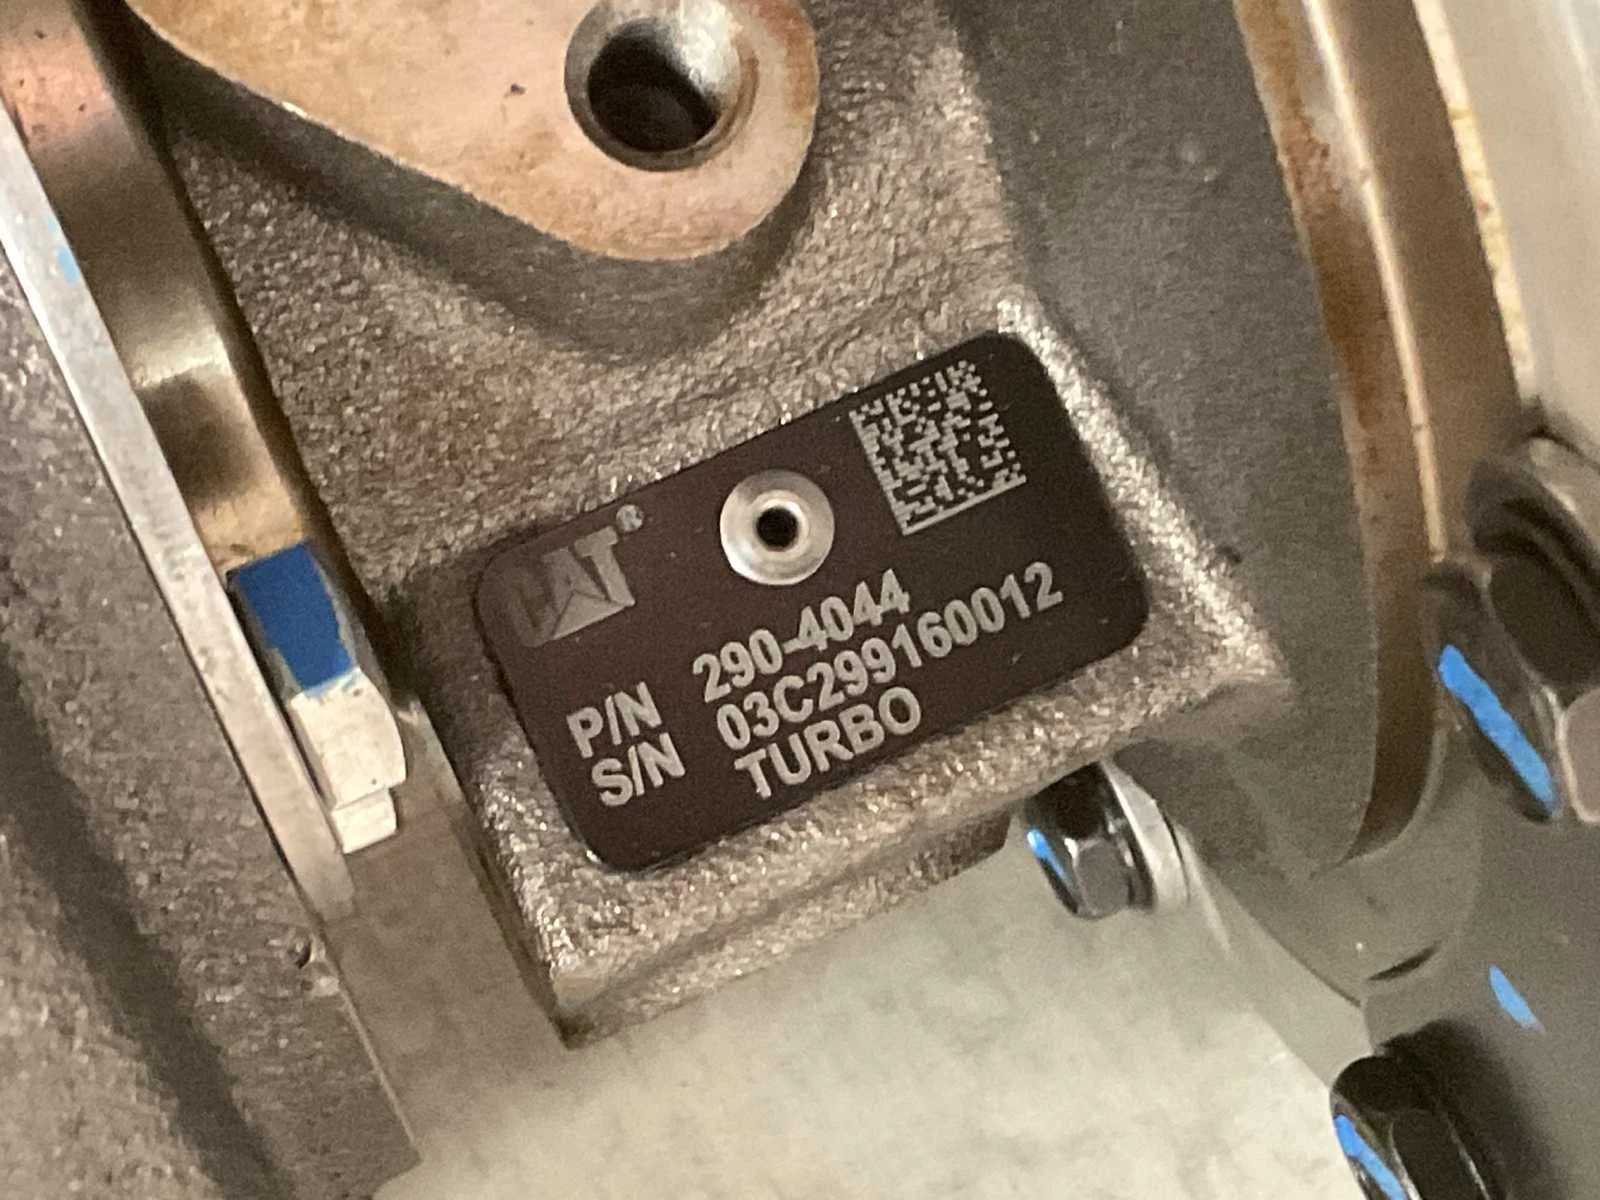 CAT®
P/N 290-4044
S/N 03C299160012
TURBO